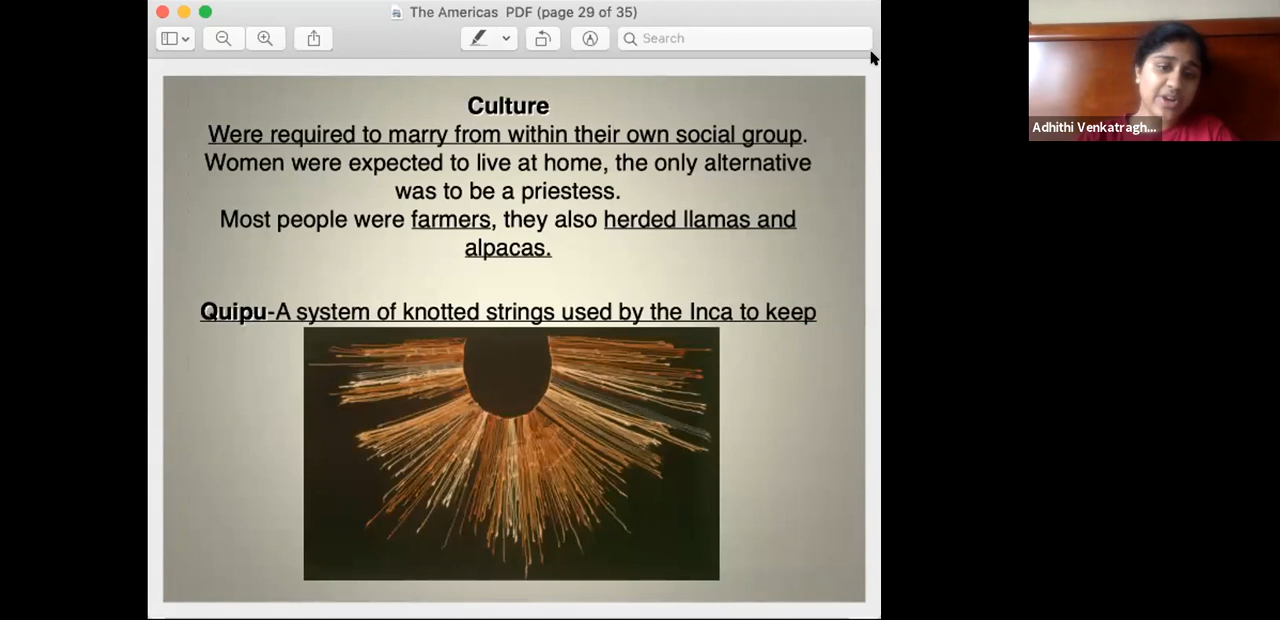 The Americas PDF (page 29 of 35)
Search
Culture
Were required to marry from within their own social group.
Women were expected to live at home, the only alternative
was to be a priestess.
Most people were farmers, they also herded llamas and
alpacas.
Quipu-A system of knotted strings used by the Inca to keep
Adhithi Venkatragh...